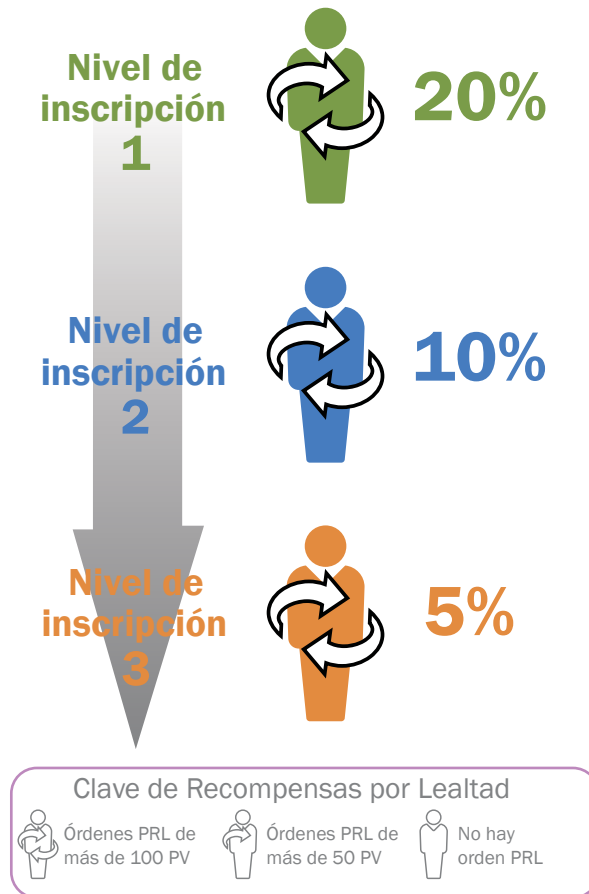 Nivel de
inscripción
1
20%
Nivel de
inscripción
2
10%
Nivel de
inscripción
3
5%
Clave de Recompensas por Lealtad
Órdenes PRL de
más de 100 PV
Órdenes PRL de
más de 50 PV
No hay
orden PRL